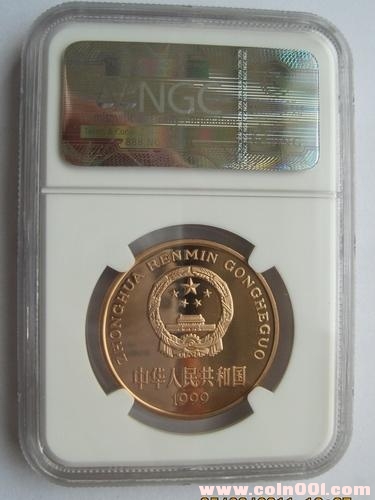 NGC
ZHONGHUA RENMIN GONGHEGUO
中华人民共和国
1999
www.coin001.com